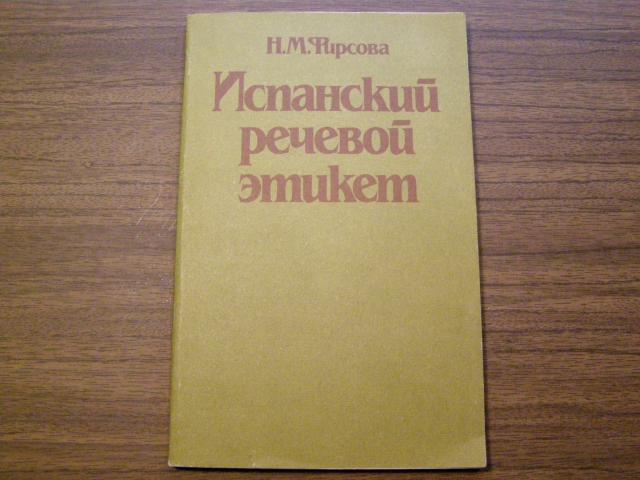 Н.М.Фирсова
Испанский
речевой
этикет